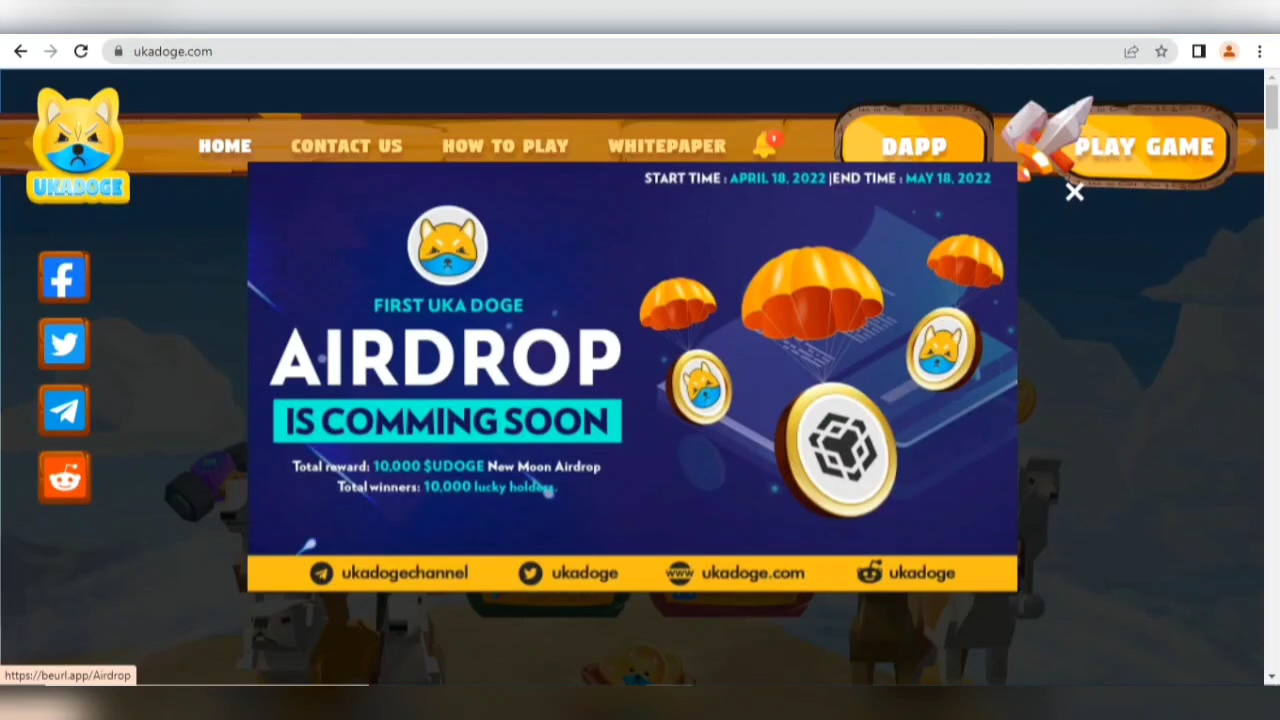 ukadoge.com
UKADOGE
HOME
CONTACT US
HOW TO PLAY
WHITEPAPER
DAPP
PLAY GAME
START TIME : APRIL 18, 2022 |END TIME : MAY 18, 2022
FIRST UKA DOGE
AIRDROP
IS COMMING SOON
Total reward: 10,000 $UDOGE New Moon Airdrop
Total winners: 10,000 lucky holders.
ukadogechannel
ukadoge
www
ukadoge.com
ukadoge
https://beurl.app/Airdrop